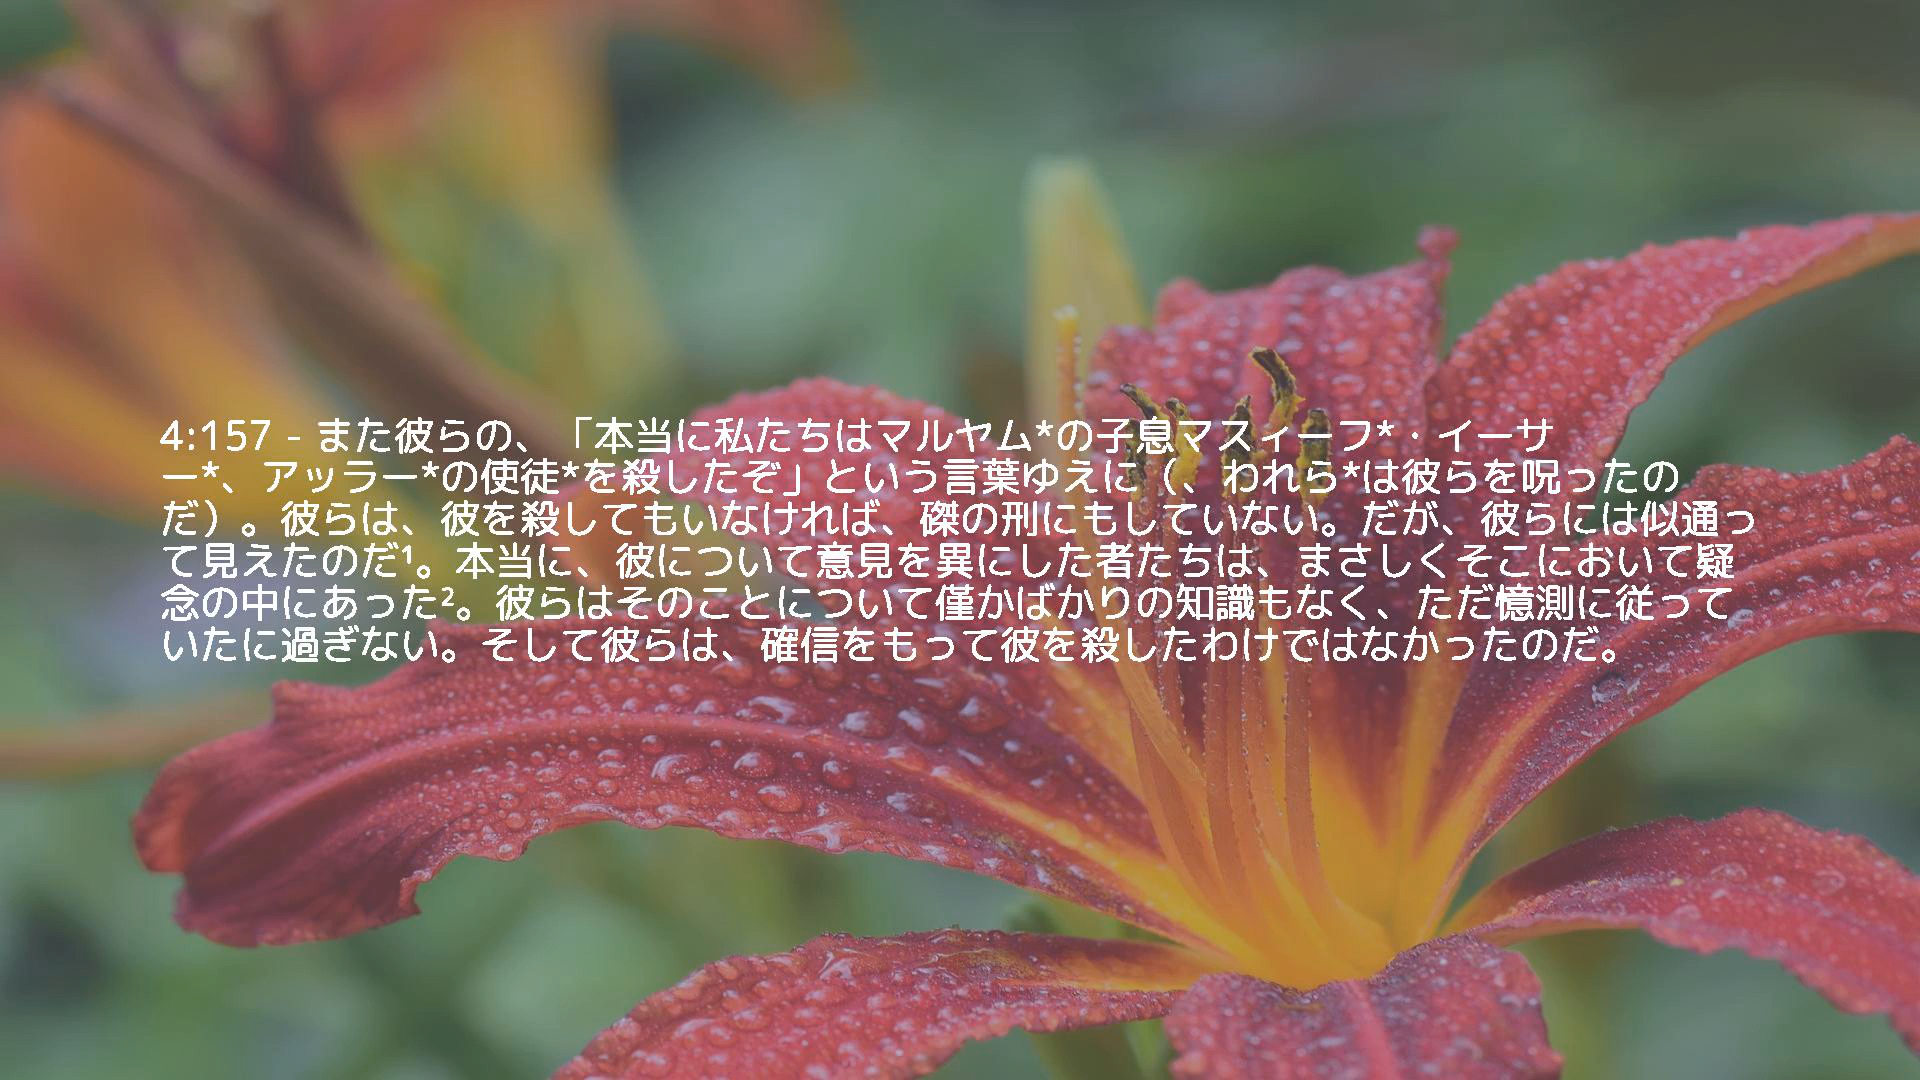 4:157 - また彼らの、「本当に私たちはマルヤム*の子息マスィーフ*・イーサ
ー*、アッラー*の使徒*を殺したぞ」という言葉ゆえに（、われら*は彼らを呪ったの
だ）。彼らは、彼を殺してもいなければ、磔の刑にもしていない。だが、彼らには似通っ
て見えたのだ¹。本当に、彼について意見を異にした者たちは、まさしくそこにおいて疑
念の中にあった²。彼らはそのことについて僅かばかりの知識もなく、ただ憶測に従って
いたに過ぎない。そして彼らは、確信をもって彼を殺したわけではなかったのだ。